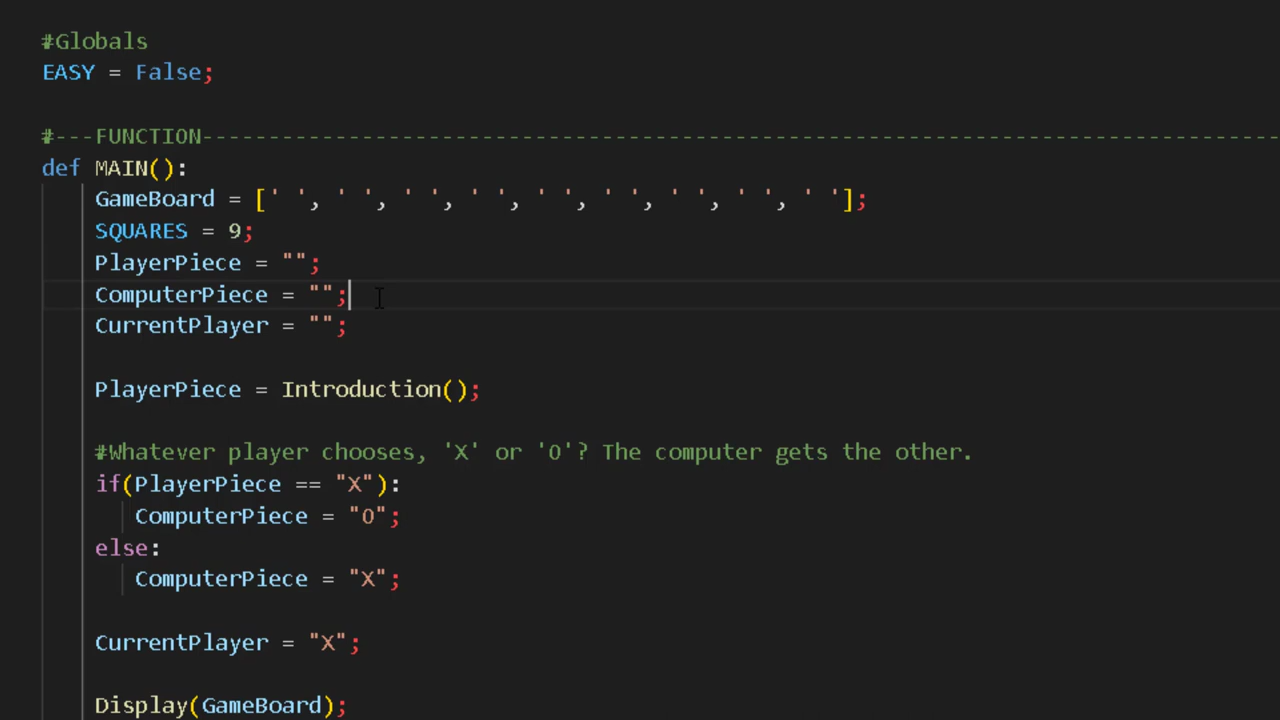 #Globals
EASY = False;
#---FUNCTION--------------------------------------------------------------------------------
def MAIN():
GameBoard = [' ', ' ', ' ', ' ', ' ', ' ', ' ', ' ', ' '];
SQUARES = 9;
PlayerPiece = "";
ComputerPiece = "";
CurrentPlayer = "";
PlayerPiece = Introduction();
#Whatever player chooses, 'X' or 'O'? The computer gets the other.
if(PlayerPiece == "X"):
ComputerPiece = "O";
else:
ComputerPiece = "X";
CurrentPlayer = "X";
Display(GameBoard);